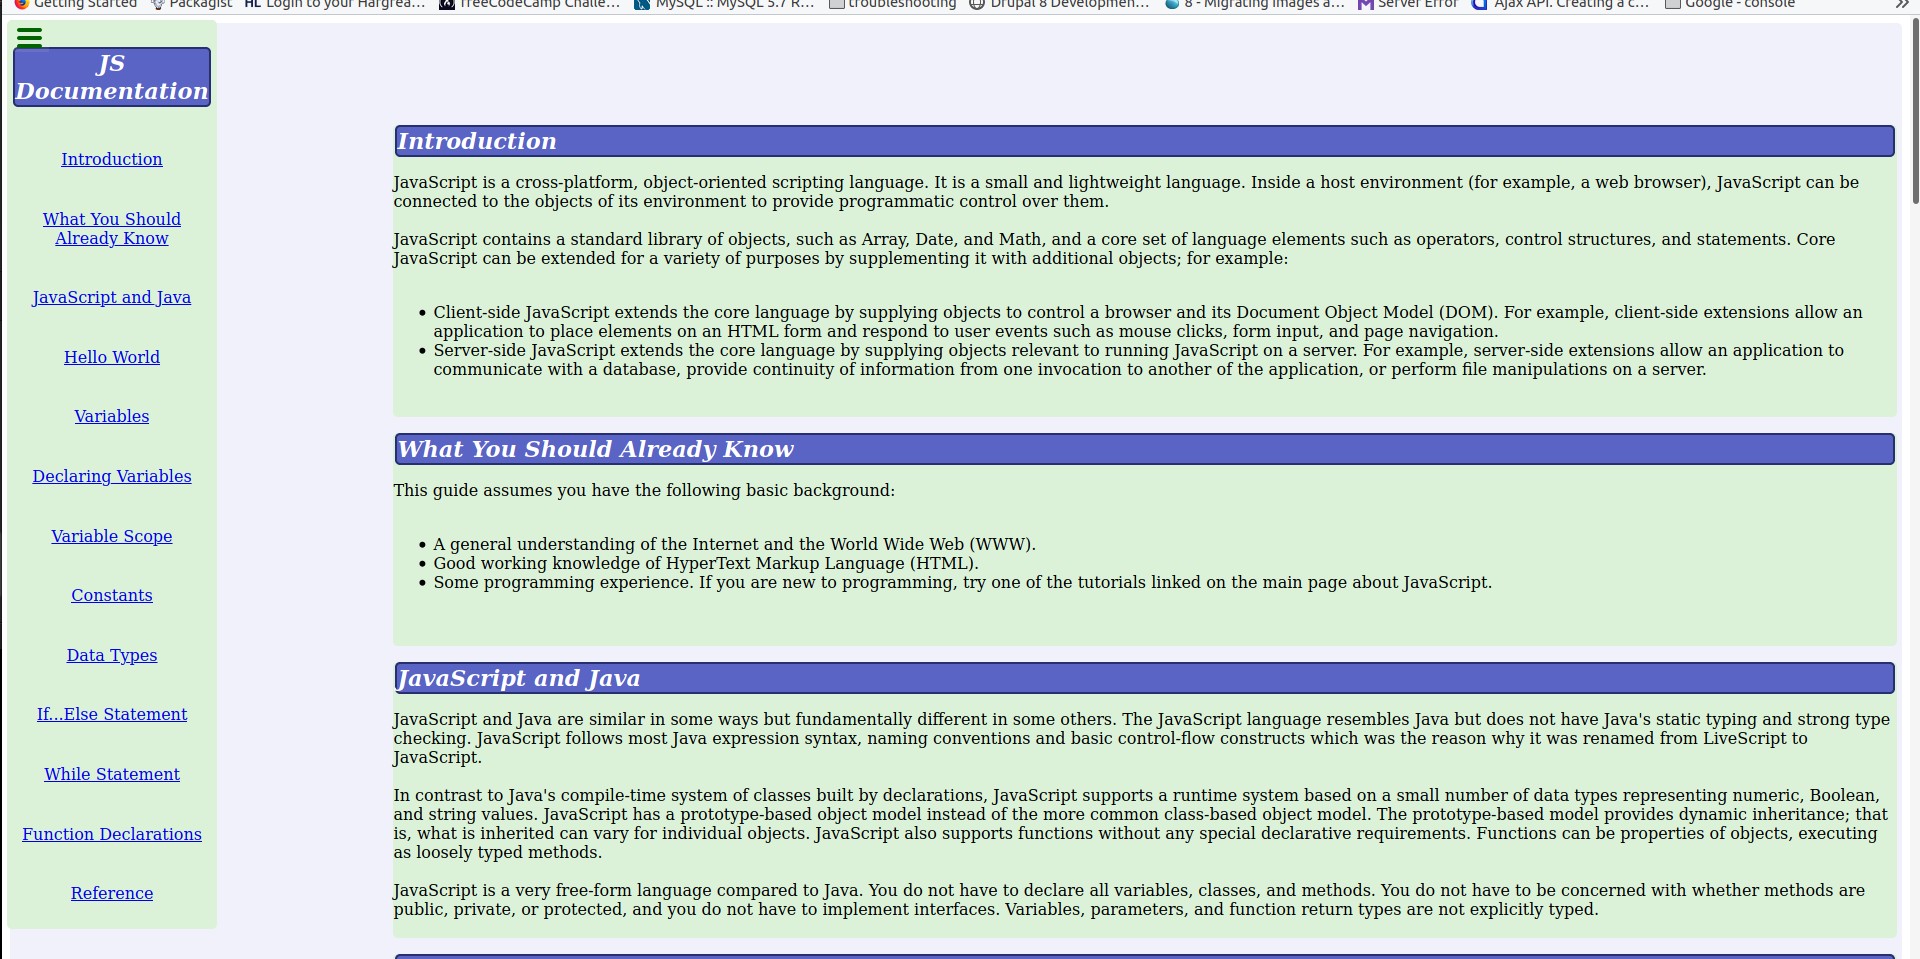 Getting Started Packagist HL Login to your Hargrea... freeCodeCamp Challe... MySQL :: MySQL 5.7 R... troubleshooting Drupal 8 Developmen... 8 - Migrating images a... Server Error Ajax API. Creating a c... Google - console
JS
Documentation
Introduction
What You Should
Already Know
JavaScript and Java
Hello World
Variables
Declaring Variables
Variable Scope
Constants
Data Types
If...Else Statement
While Statement
Function Declarations
Reference
Introduction
JavaScript is a cross-platform, object-oriented scripting language. It is a small and lightweight language. Inside a host environment (for example, a web browser), JavaScript can be
connected to the objects of its environment to provide programmatic control over them.
JavaScript contains a standard library of objects, such as Array, Date, and Math, and a core set of language elements such as operators, control structures, and statements. Core
JavaScript can be extended for a variety of purposes by supplementing it with additional objects; for example:
• Client-side JavaScript extends the core language by supplying objects to control a browser and its Document Object Model (DOM). For example, client-side extensions allow an
application to place elements on an HTML form and respond to user events such as mouse clicks, form input, and page navigation.
• Server-side JavaScript extends the core language by supplying objects relevant to running JavaScript on a server. For example, server-side extensions allow an application to
communicate with a database, provide continuity of information from one invocation to another of the application, or perform file manipulations on a server.
What You Should Already Know
This guide assumes you have the following basic background:
• A general understanding of the Internet and the World Wide Web (WWW).
• Good working knowledge of HyperText Markup Language (HTML).
• Some programming experience. If you are new to programming, try one of the tutorials linked on the main page about JavaScript.
JavaScript and Java
JavaScript and Java are similar in some ways but fundamentally different in some others. The JavaScript language resembles Java but does not have Java's static typing and strong type
checking. JavaScript follows most Java expression syntax, naming conventions and basic control-flow constructs which was the reason why it was renamed from LiveScript to
JavaScript.
In contrast to Java's compile-time system of classes built by declarations, JavaScript supports a runtime system based on a small number of data types representing numeric, Boolean,
and string values. JavaScript has a prototype-based object model instead of the more common class-based object model. The prototype-based model provides dynamic inheritance; that
is, what is inherited can vary for individual objects. JavaScript also supports functions without any special declarative requirements. Functions can be properties of objects, executing
as loosely typed methods.
JavaScript is a very free-form language compared to Java. You do not have to declare all variables, classes, and methods. You do not have to be concerned with whether methods are
public, private, or protected, and you do not have to implement interfaces. Variables, parameters, and function return types are not explicitly typed.